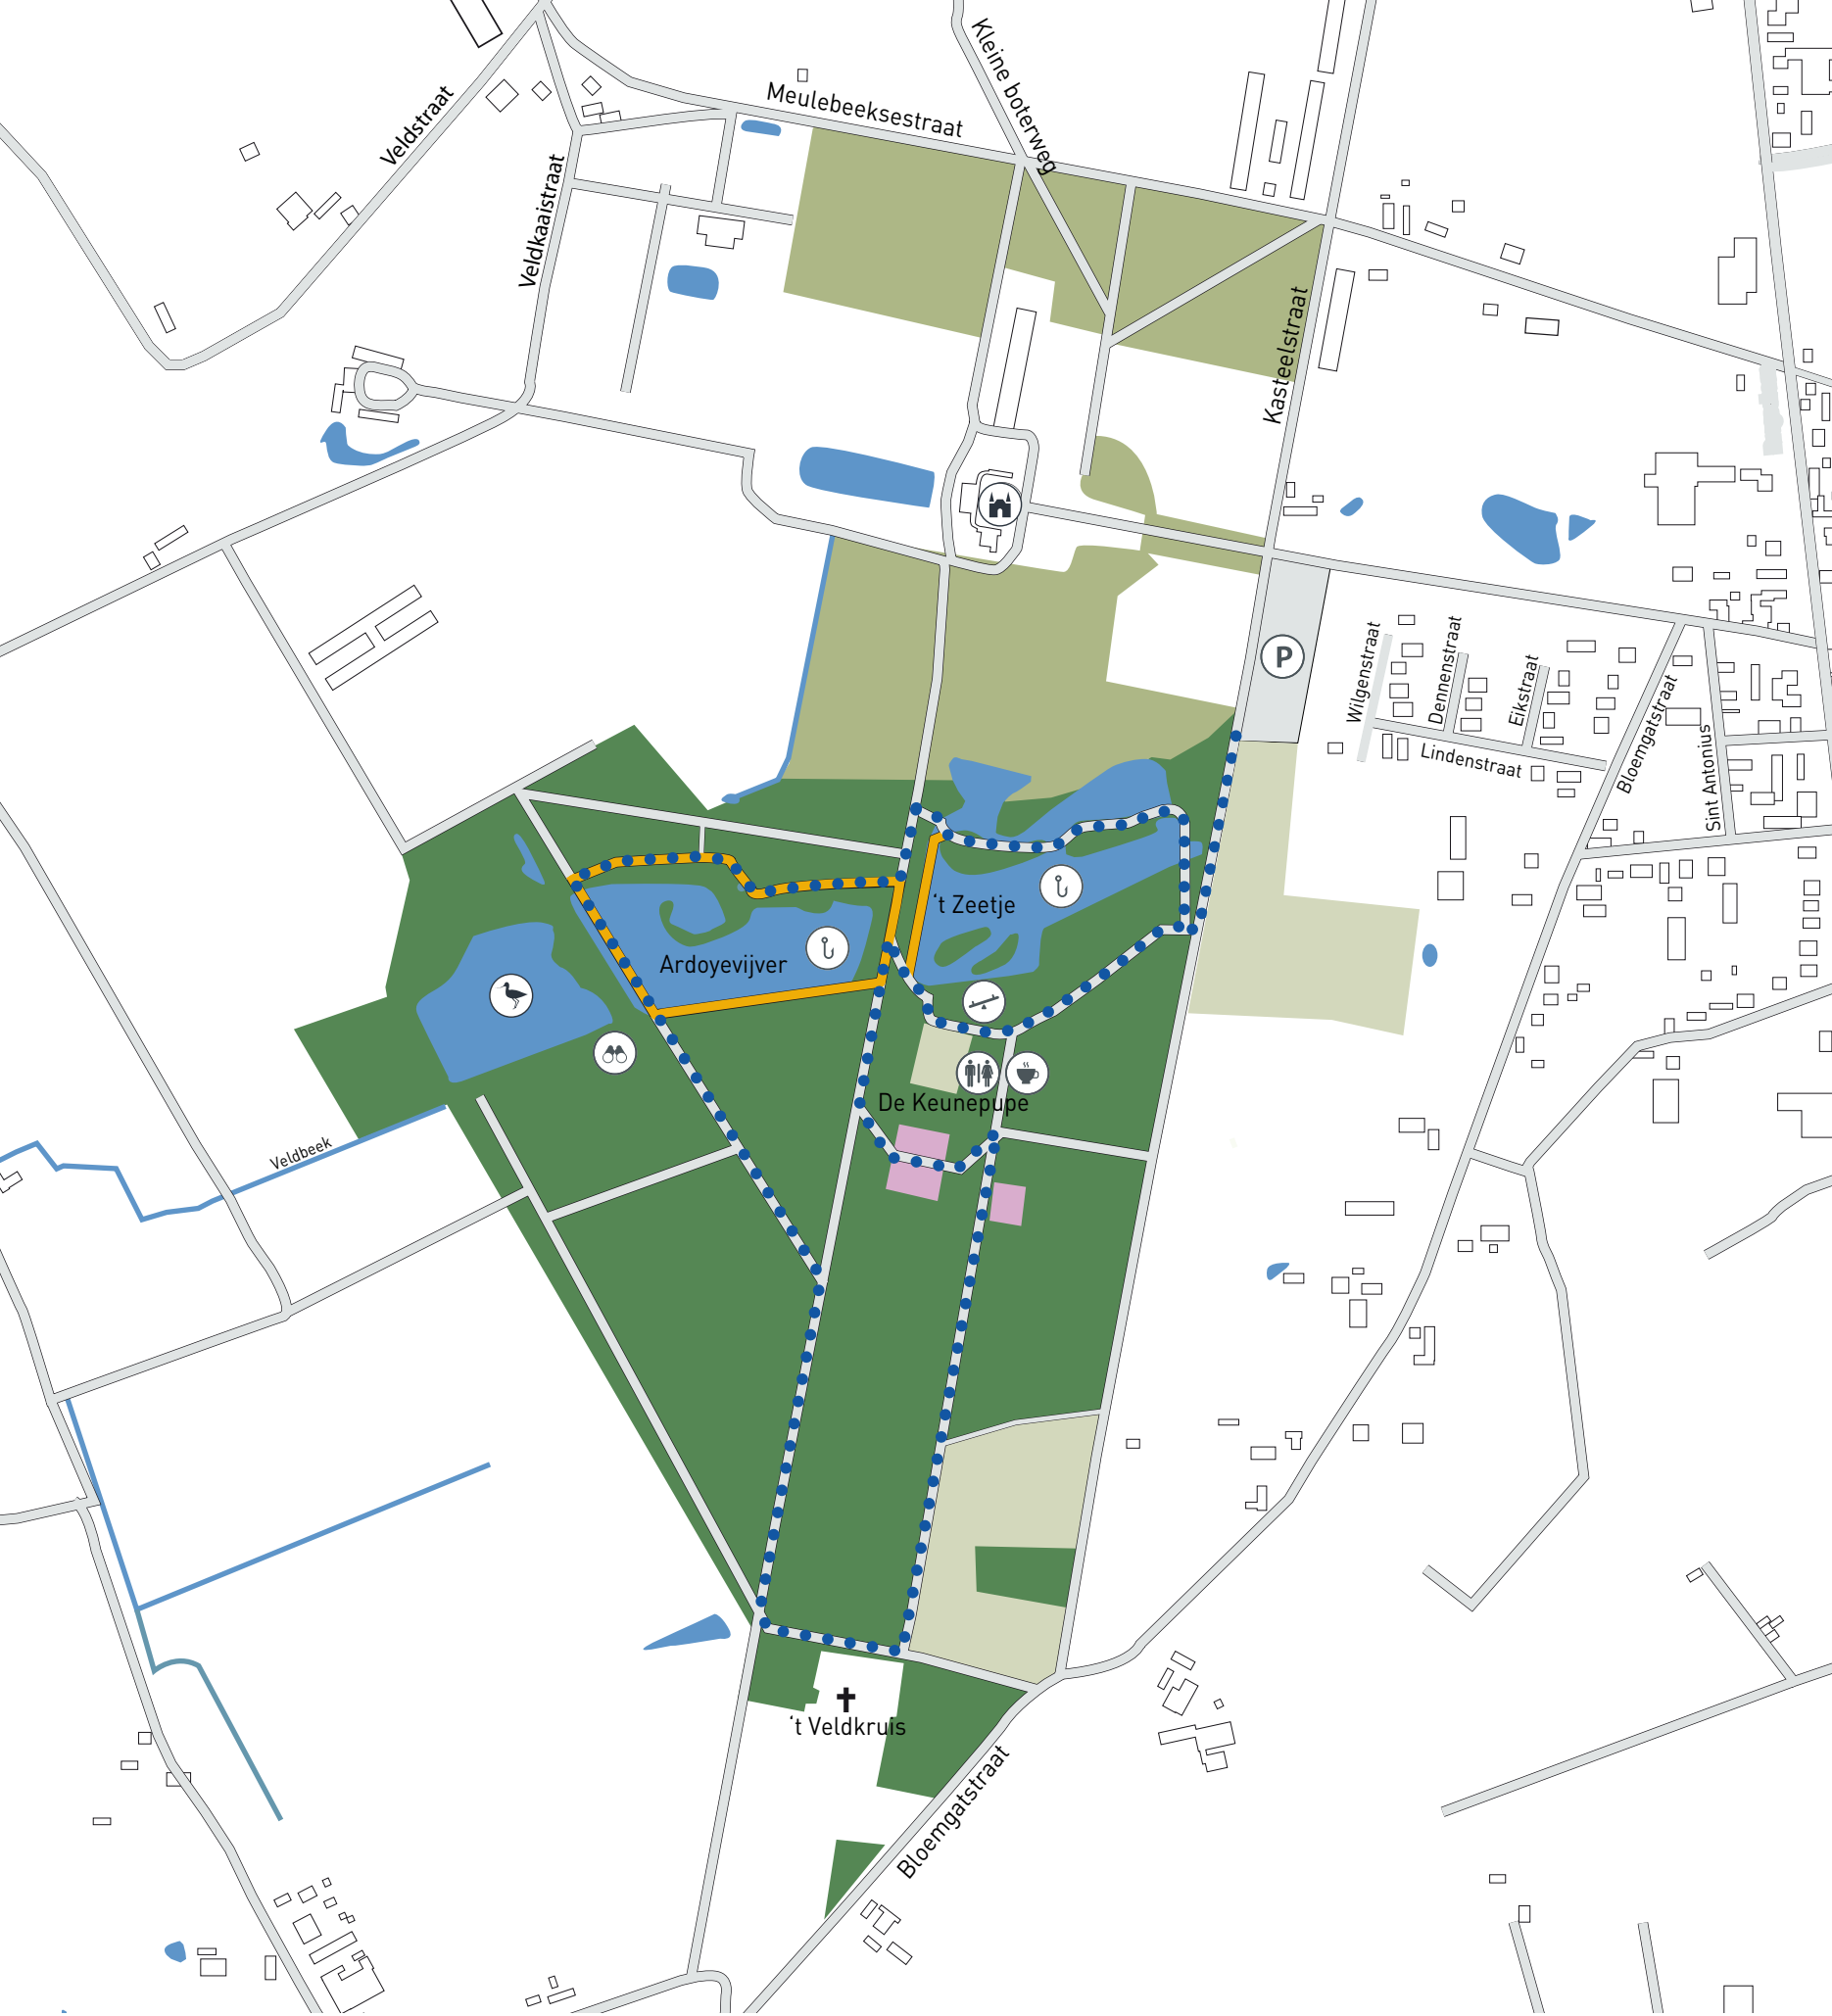 Kleine boterweg
Meulebeeksestraat
Veldstraat
Veldkaaistraat
Kasteelstraat
P
Wilgenstraat
Dennenstraat
Eikstraat
Bloemgatstraat
Lindenstraat
Sint Antonius
‘t Zeetje
Ardoyevijver
De Keunepupe
Veldbeek
‘t Veldkruis
Bloemgatstraat